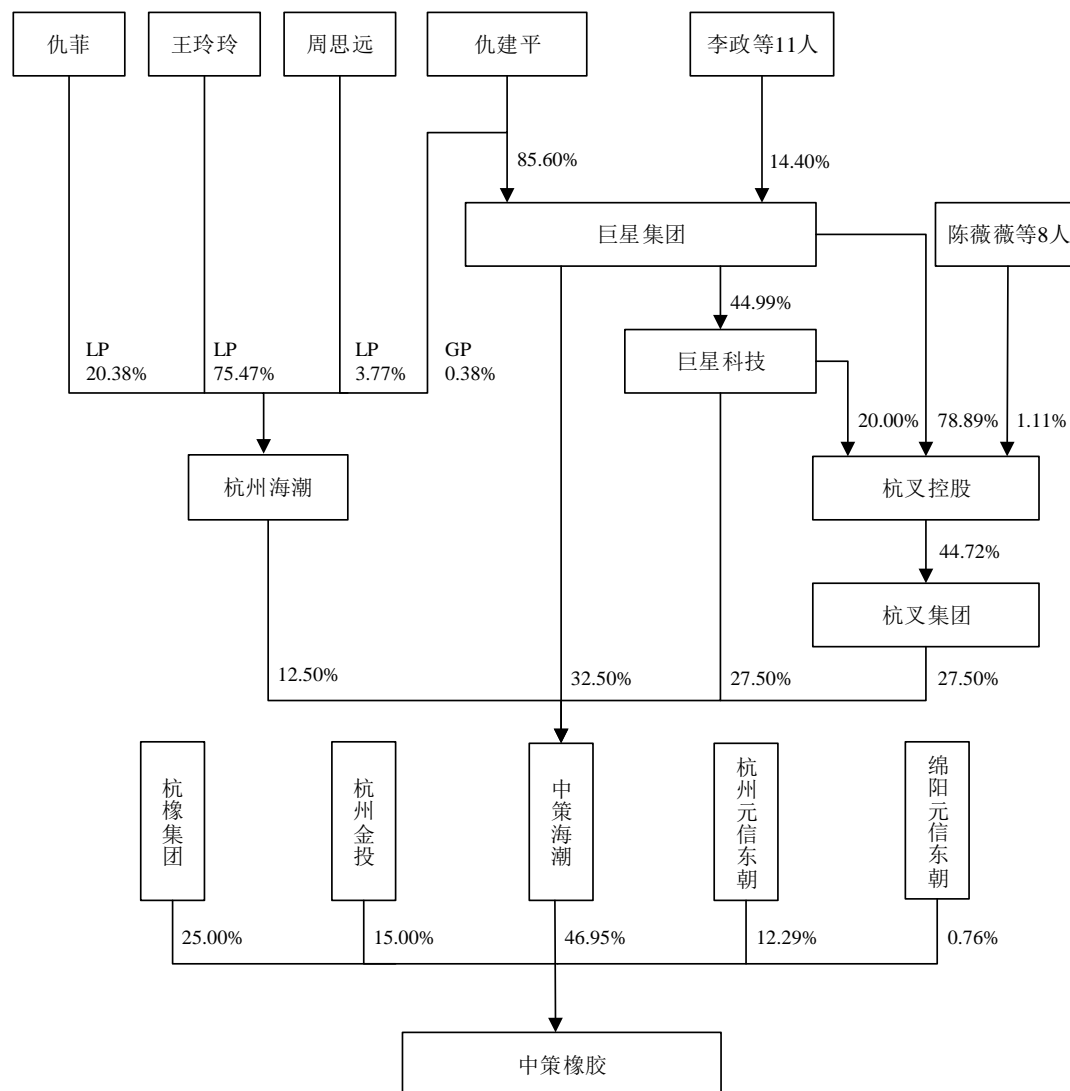 仇菲
王玲玲
周思远
仇建平
李政等11人
85.60%
14.40%
巨星集团
陈薇薇等8人
44.99%
巨星科技
LP
20.38%
LP
75.47%
LP
3.77%
GP
0.38%
20.00%
78.89%
1.11%
杭州海潮
杭叉控股
44.72%
杭叉集团
12.50%
32.50%
27.50%
27.50%
杭橡集团
杭州金投
中策海潮
杭州元信东朝
绵阳元信东朝
25.00%
15.00%
46.95%
12.29%
0.76%
中策橡胶